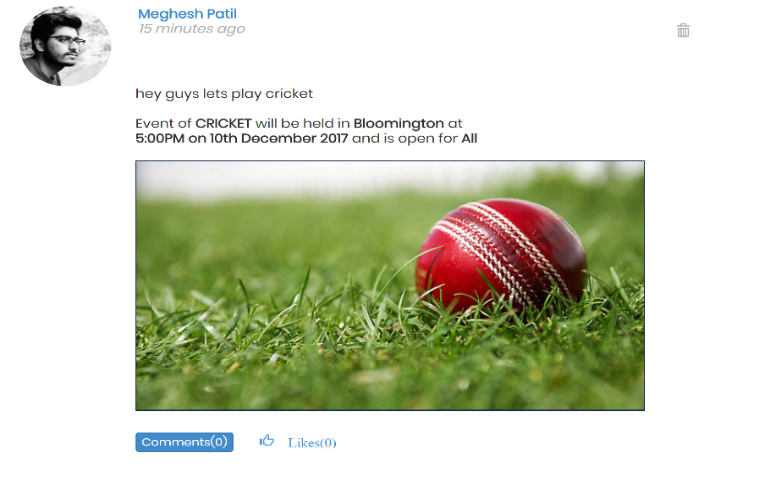 Meghesh Patil
15 minutes ago
hey guys lets play cricket
Event of CRICKET will be held in Bloomington at
5:00PM on 10th December 2017 and is open for All
Comments(0) Likes(0)